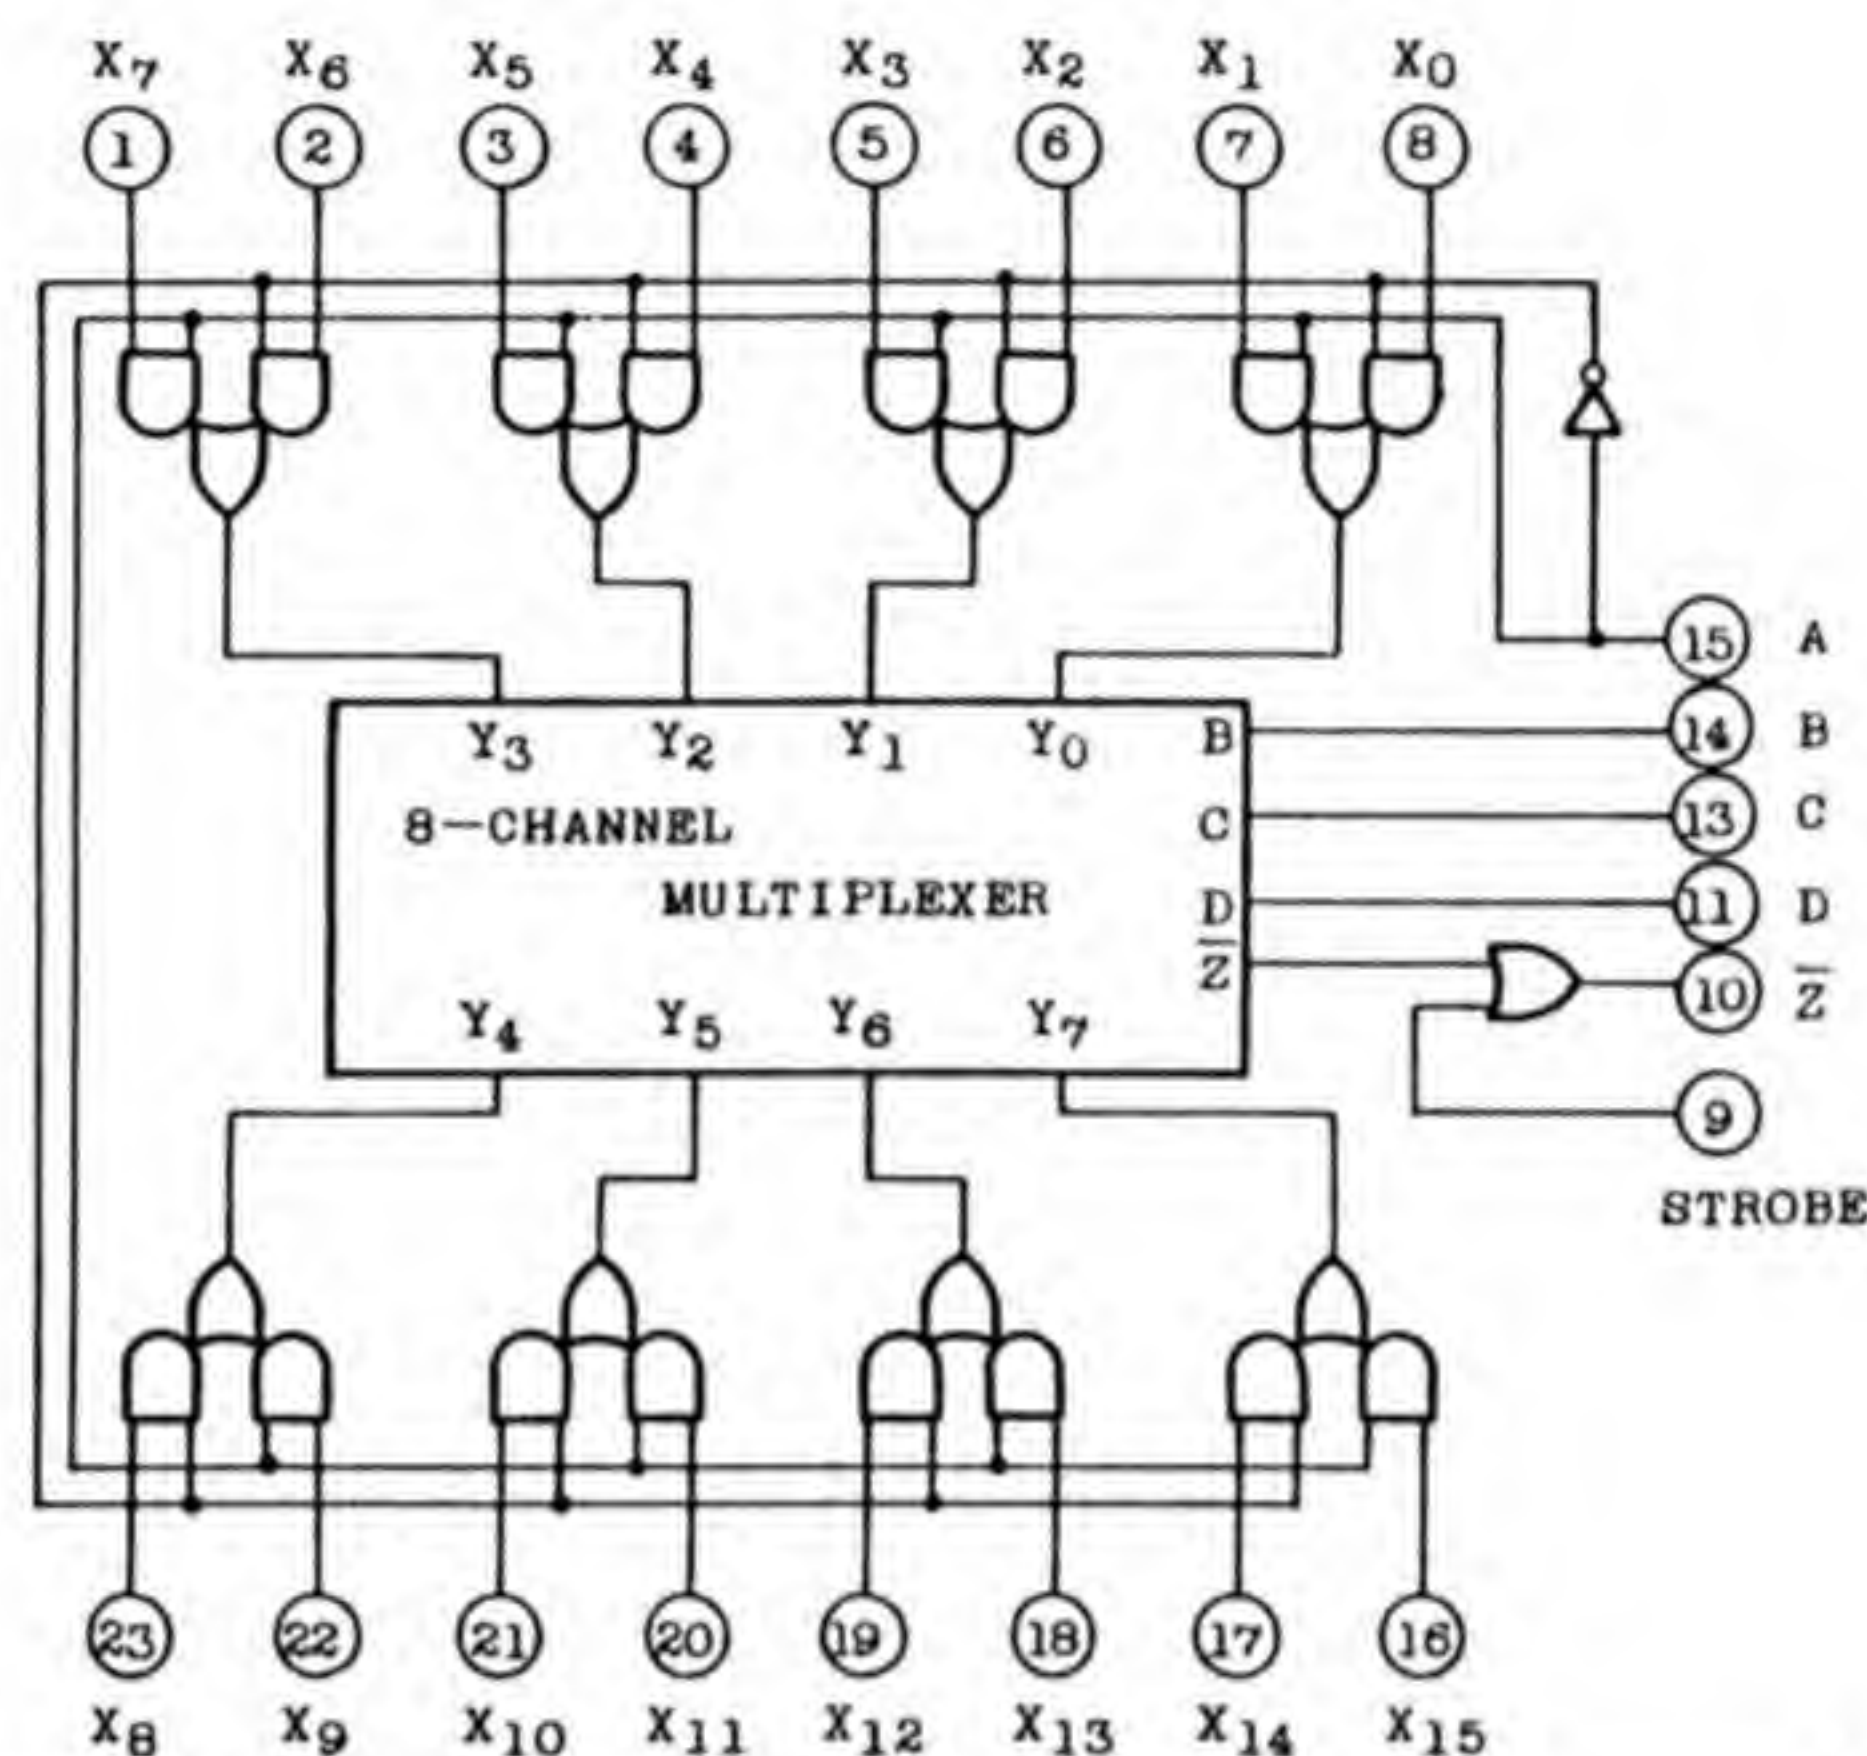 X7 X6 X5 X4 X3 X2 X1 X0
1 2 3 4 5 6 7 8
15 A
Y3 Y2 Y1 Y0 B 14 B
8-CHANNEL C 13 C
MULTIPLEXER D 11 D
Z̅ 10 Z̅
Y4 Y5 Y6 Y7
9
STROBE
23 22 21 20 19 18 17 16
X8 X9 X10 X11 X12 X13 X14 X15